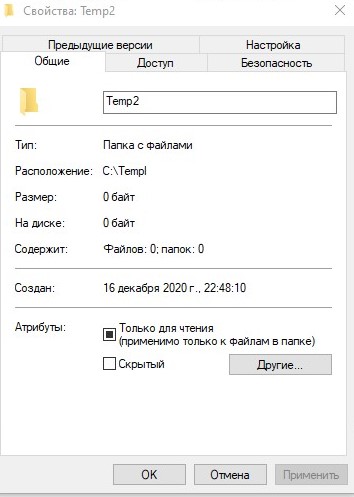 Свойства: Temp2
Предыдущие версии
Настройка
Общие
Доступ
Безопасность
Temp2
Тип: Папка с файлами
Расположение: C:\Templ
Размер: 0 байт
На диске: 0 байт
Содержит: Файлов: 0; папок: 0
Создан: 16 декабря 2020 г., 22:48:10
Атрибуты: Только для чтения
(применимо только к файлам в папке)
Скрытый
Другие...
OK
Отмена
Применить